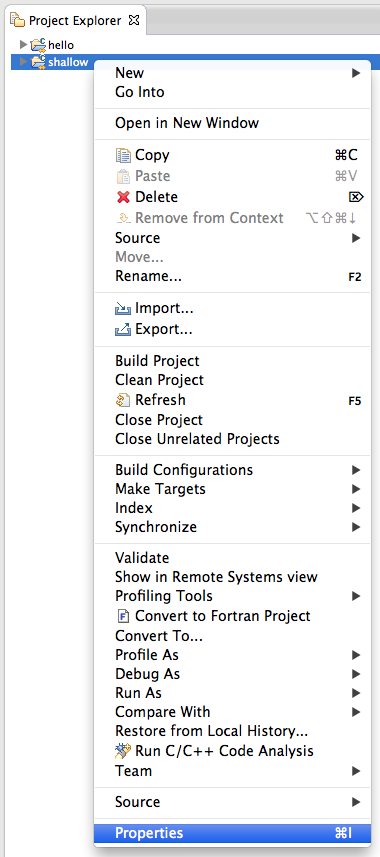 Project Explorer
hello
shallow
New
Go Into
Open in New Window
Copy ⌘C
Paste ⌘V
Delete ⌦
Remove from Context ⌥⇧⌘↓
Source
Move...
Rename... F2
Import...
Export...
Build Project
Clean Project
Refresh F5
Close Project
Close Unrelated Projects
Build Configurations
Make Targets
Index
Synchronize
Validate
Show in Remote Systems view
Profiling Tools
Convert to Fortran Project
Convert To...
Profile As
Debug As
Run As
Compare With
Restore from Local History...
Run C/C++ Code Analysis
Team
Source
Properties ⌘I